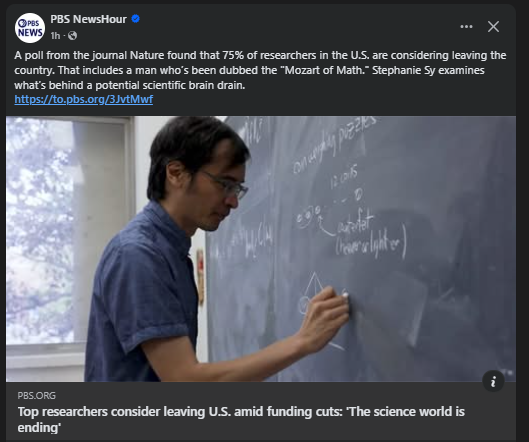 PBS NEWS
PBS NewsHour
1h ·
A poll from the journal Nature found that 75% of researchers in the U.S. are considering leaving the
country. That includes a man who's been dubbed the "Mozart of Math." Stephanie Sy examines
what's behind a potential scientific brain drain.
https://to.pbs.org/3JvtMwf
puzzles
PBS.ORG
Top researchers consider leaving U.S. amid funding cuts: 'The science world is
ending'